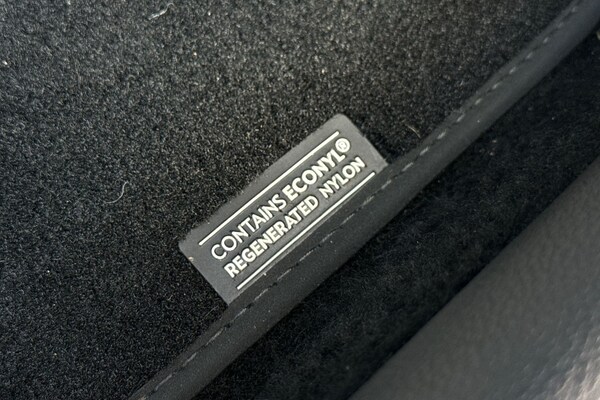 CONTAINS ECONYL®
REGENERATED NYLON